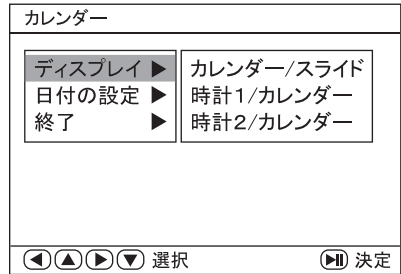 カレンダー
ディスプレイ ▶
日付の設定 ▶
終了 ▶
カレンダー/スライド
時計1/カレンダー
時計2/カレンダー
選択
決定